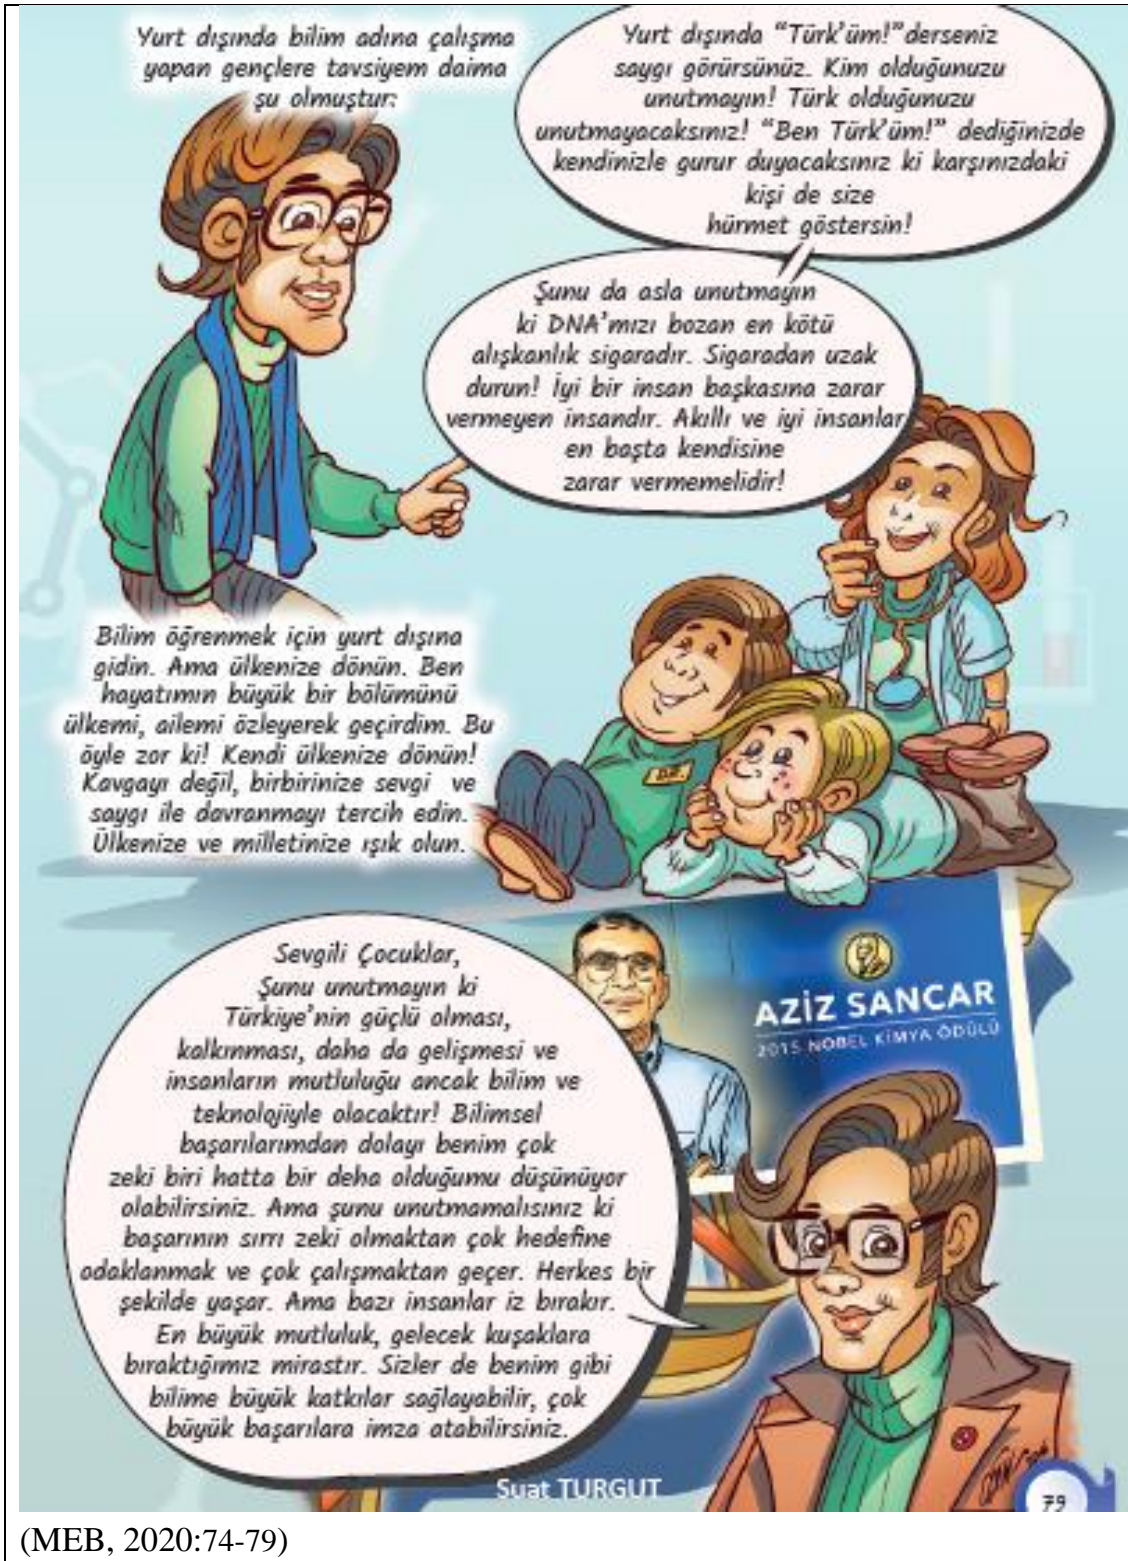 Yurt dışında bilim adına çalışma
yapan gençlere tavsiyem daima
şu olmuştur:
Yurt dışında “Türk’üm!”derseniz
saygı görürsünüz. Kim olduğunuzu
unutmayın! Türk olduğunuzu
unutmayacaksınız! “Ben Türk’üm!” dediğinizde
kendinizle gurur duyacaksınız ki karşınızdaki
kişi de size
hürmet göstersin!
Şunu da asla unutmayın
ki DNA’mızı bozan en kötü
alışkanlık sigaradır. Sigaradan uzak
durun! İyi bir insan başkasına zarar
vermeyen insandır. Akıllı ve iyi insanlar
en başta kendisine
zarar vermemelidir!
Bilim öğrenmek için yurt dışına
gidin. Ama ülkenize dönün. Ben
hayatımın büyük bir bölümünü
ülkemi, ailemi özleyerek geçirdim. Bu
öyle zor ki! Kendi ülkenize dönün!
Kavgayı değil, birbirinize sevgi ve
saygı ile davranmayı tercih edin.
Ülkenize ve milletinize ışık olun.
AZİZ SANCAR
2015 NOBEL KİMYA ÖDÜLÜ
Sevgili Çocuklar,
Şunu unutmayın ki
Türkiye’nin güçlü olması,
kalkınması, daha da gelişmesi ve
insanların mutluluğu ancak bilim ve
teknolojiyle olacaktır! Bilimsel
başarılarımdan dolayı benim çok
zeki biri hatta bir deha olduğumu düşünüyor
olabilirsiniz. Ama şunu unutmamalısınız ki
başarının sırrı zeki olmaktan çok hedefine
odaklanmak ve çok çalışmaktan geçer. Herkes bir
şekilde yaşar. Ama bazı insanlar iz bırakır.
En büyük mutluluk, gelecek kuşaklara
bıraktığımız mirastır. Sizler de benim gibi
bilime büyük katkılar sağlayabilir, çok
büyük başarılara imza atabilirsiniz.
Suat TURGUT
79
(MEB, 2020:74-79)